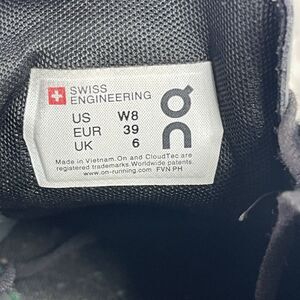 SWISS
ENGINEERING
US W8
EUR 39
UK 6
on
Made in Vietnam.On and CloudTec are
registered trademarks.Worldwide patents.
www.on-running.com FVN PH